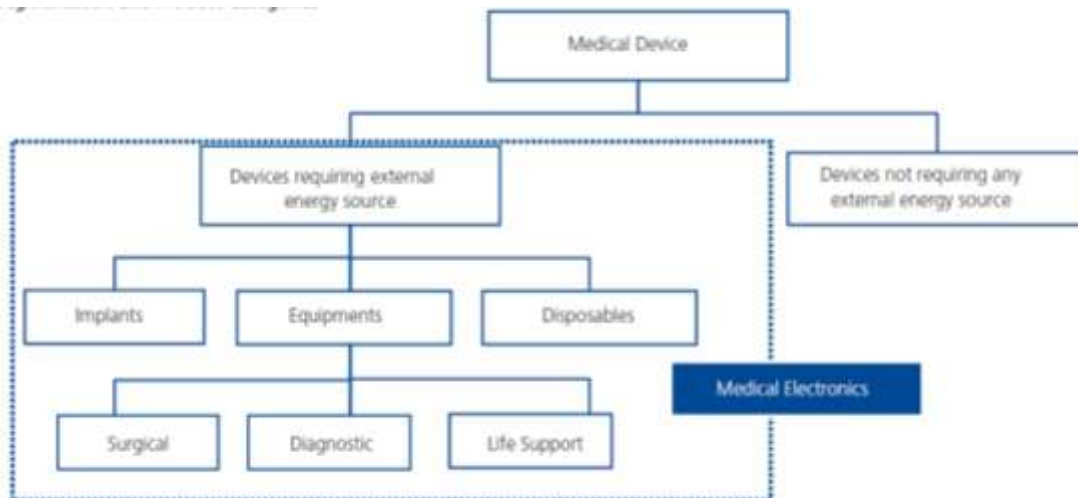 Medical Device
Devices requiring external
energy source
Devices not requiring any
external energy source
Implants
Equipments
Disposables
Medical Electronics
Surgical
Diagnostic
Life Support